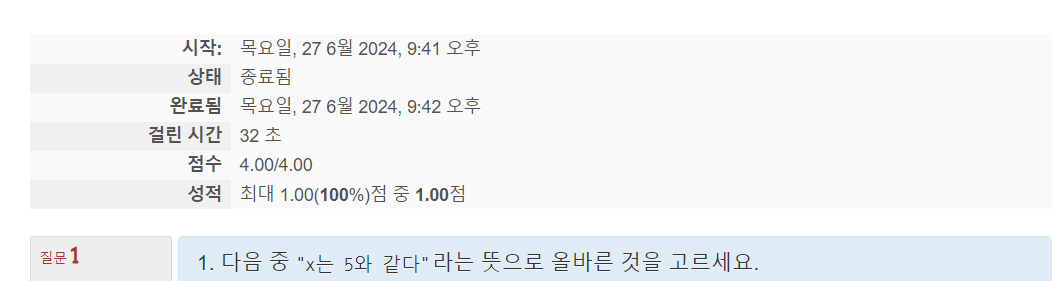 시작: 목요일, 27 6월 2024, 9:41 오후
상태 종료됨
완료됨 목요일, 27 6월 2024, 9:42 오후
걸린 시간 32 초
점수 4.00/4.00
성적 최대 1.00(100%)점 중 1.00점
질문 1
1. 다음 중 "x는 5와 같다"라는 뜻으로 올바른 것을 고르세요.